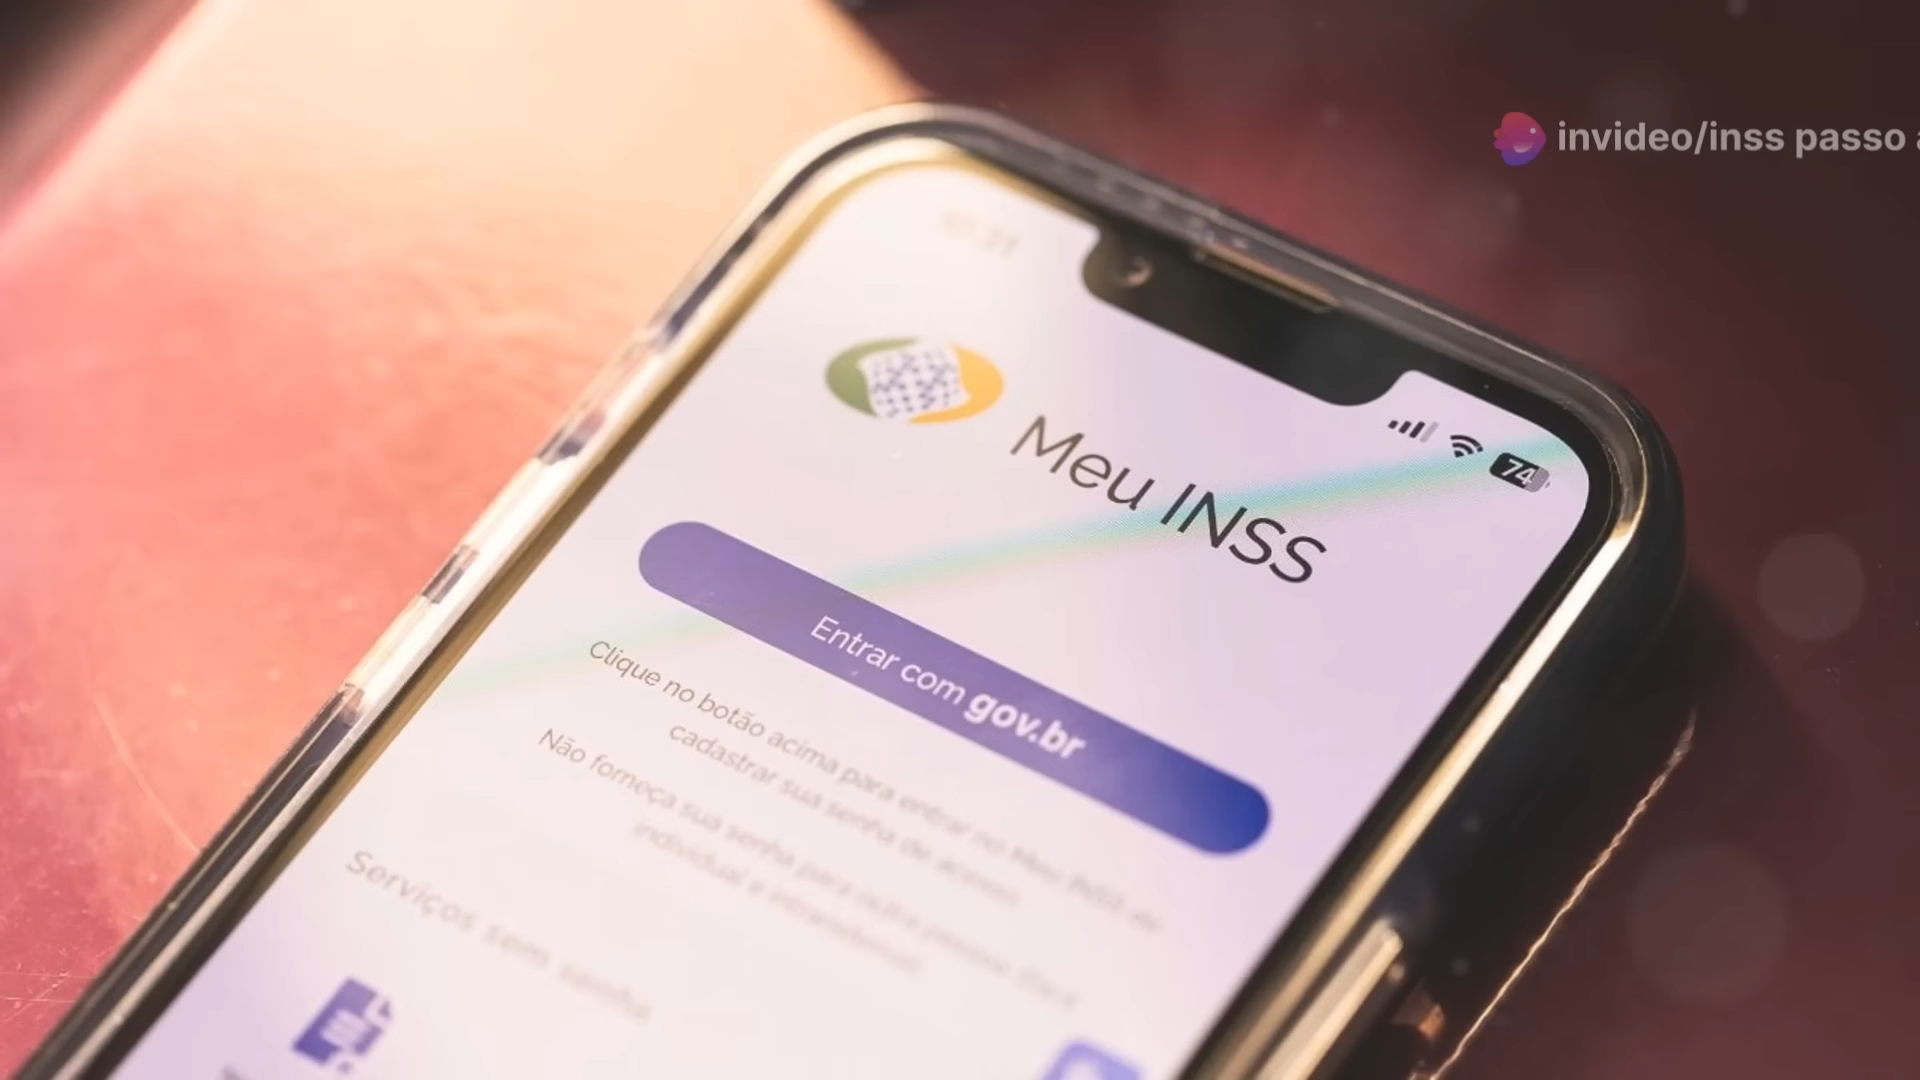 invideo/inss passo
74
Meu INSS
Entrar com gov.br
Clique no botão acima para entrar no Meu INSS ou
cadastrar sua senha de acesso
Não forneça sua senha para outra pessoa. Ela é
individual e intransferível
Serviços sem senha